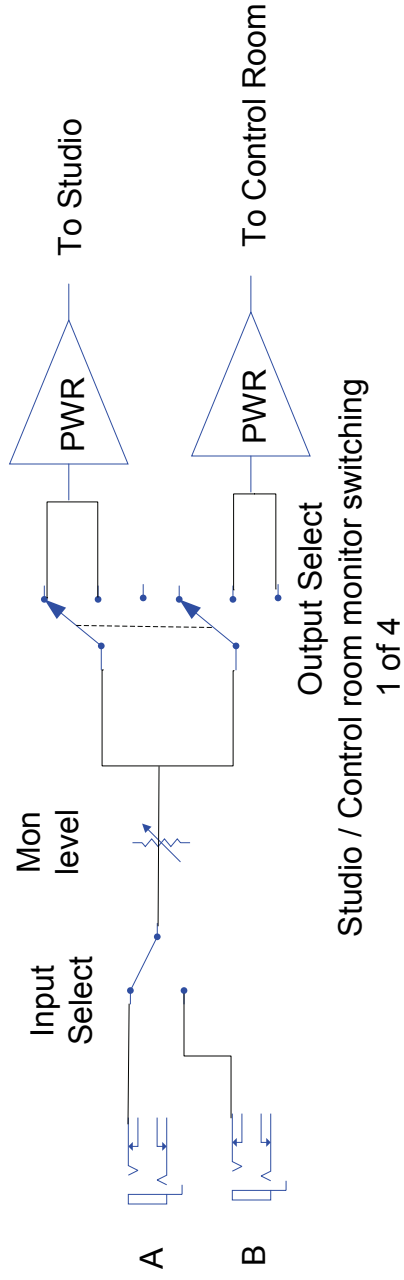 A
B
Input
Select
Mon
level
PWR
To Studio
PWR
To Control Room
Output Select
Studio / Control room monitor switching
1 of 4